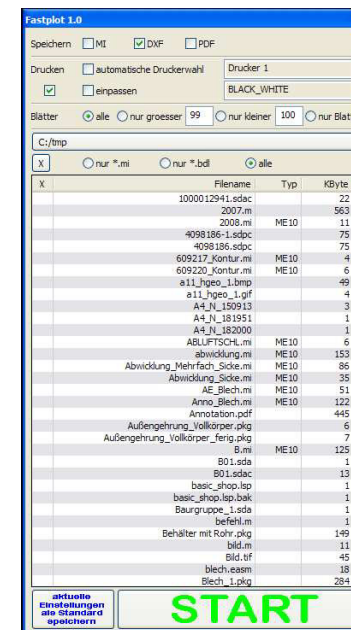 Fastplot 1.0
Speichern MI DXF PDF
Drucken automatische Druckerwahl Drucker 1
einpassen BLACK_WHITE
Blätter alle nur groesser 99 nur kleiner 100 nur Blatt
C:/tmp
X nur *.mi nur *.bdl alle
X Filename Typ KByte
1000012941.sdac 22
2007.m 563
2008.mi ME10 11
4098186-1.sdpc 75
4098186.sdpc 75
609217_Kontur.mi ME10 4
609220_Kontur.mi ME10 6
a11_hgeo_1.bmp 49
a11_hgeo_1.gif 4
A4_N_150913 3
A4_N_181951 1
A4_N_182000 1
ABLUFTSCHL.mi ME10 6
abwicklung.mi ME10 153
Abwicklung_Mehrfach_Sicke.mi ME10 86
Abwicklung_Sicke.mi ME10 35
AE_Blech.mi ME10 51
Anno_Blech.mi ME10 122
Annotation.pdf 445
Außengehrung_Vollkörper.pkg 6
Außengehrung_Vollkörper_ferig.pkg 7
B.mi ME10 125
B01.sda 1
B01.sdac 13
basic_shop.lsp 1
basic_shop.lsp.bak 1
Baurgruppe_1.sda 1
befehl.m 1
Behälter mit Rohr.pkg 149
bild.m 11
Bild.tif 45
blech.easm 18
Blech_1.pkg 284
aktuelle
Einstellungen
als Standard
speichern
START